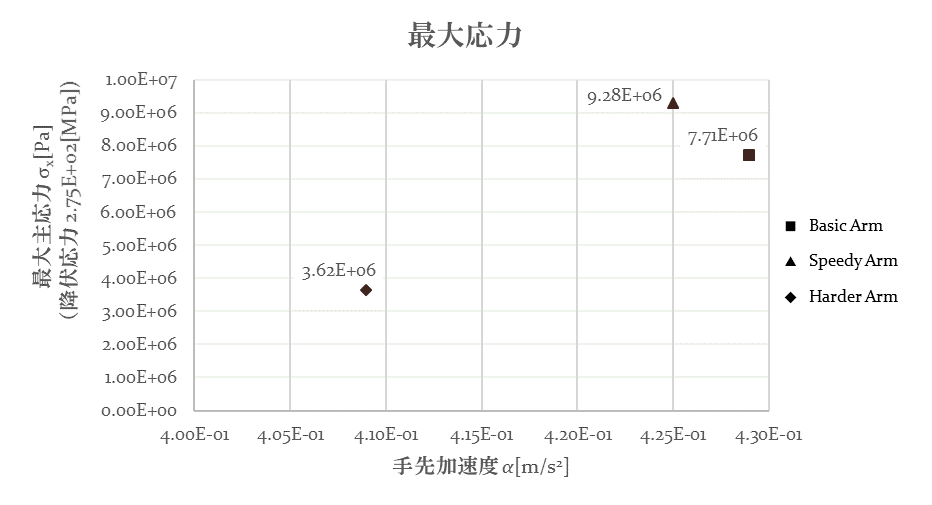 最大応力
最大主応力 σx[Pa]
(降伏応力 2.75E+02[MPa])
1.00E+07
9.00E+06
8.00E+06
7.00E+06
6.00E+06
5.00E+06
4.00E+06
3.00E+06
2.00E+06
1.00E+06
0.00E+00
9.28E+06
7.71E+06
3.62E+06
Basic Arm
Speedy Arm
Harder Arm
4.00E-01 4.05E-01 4.10E-01 4.15E-01 4.20E-01 4.25E-01 4.30E-01
手先加速度 α[m/s²]